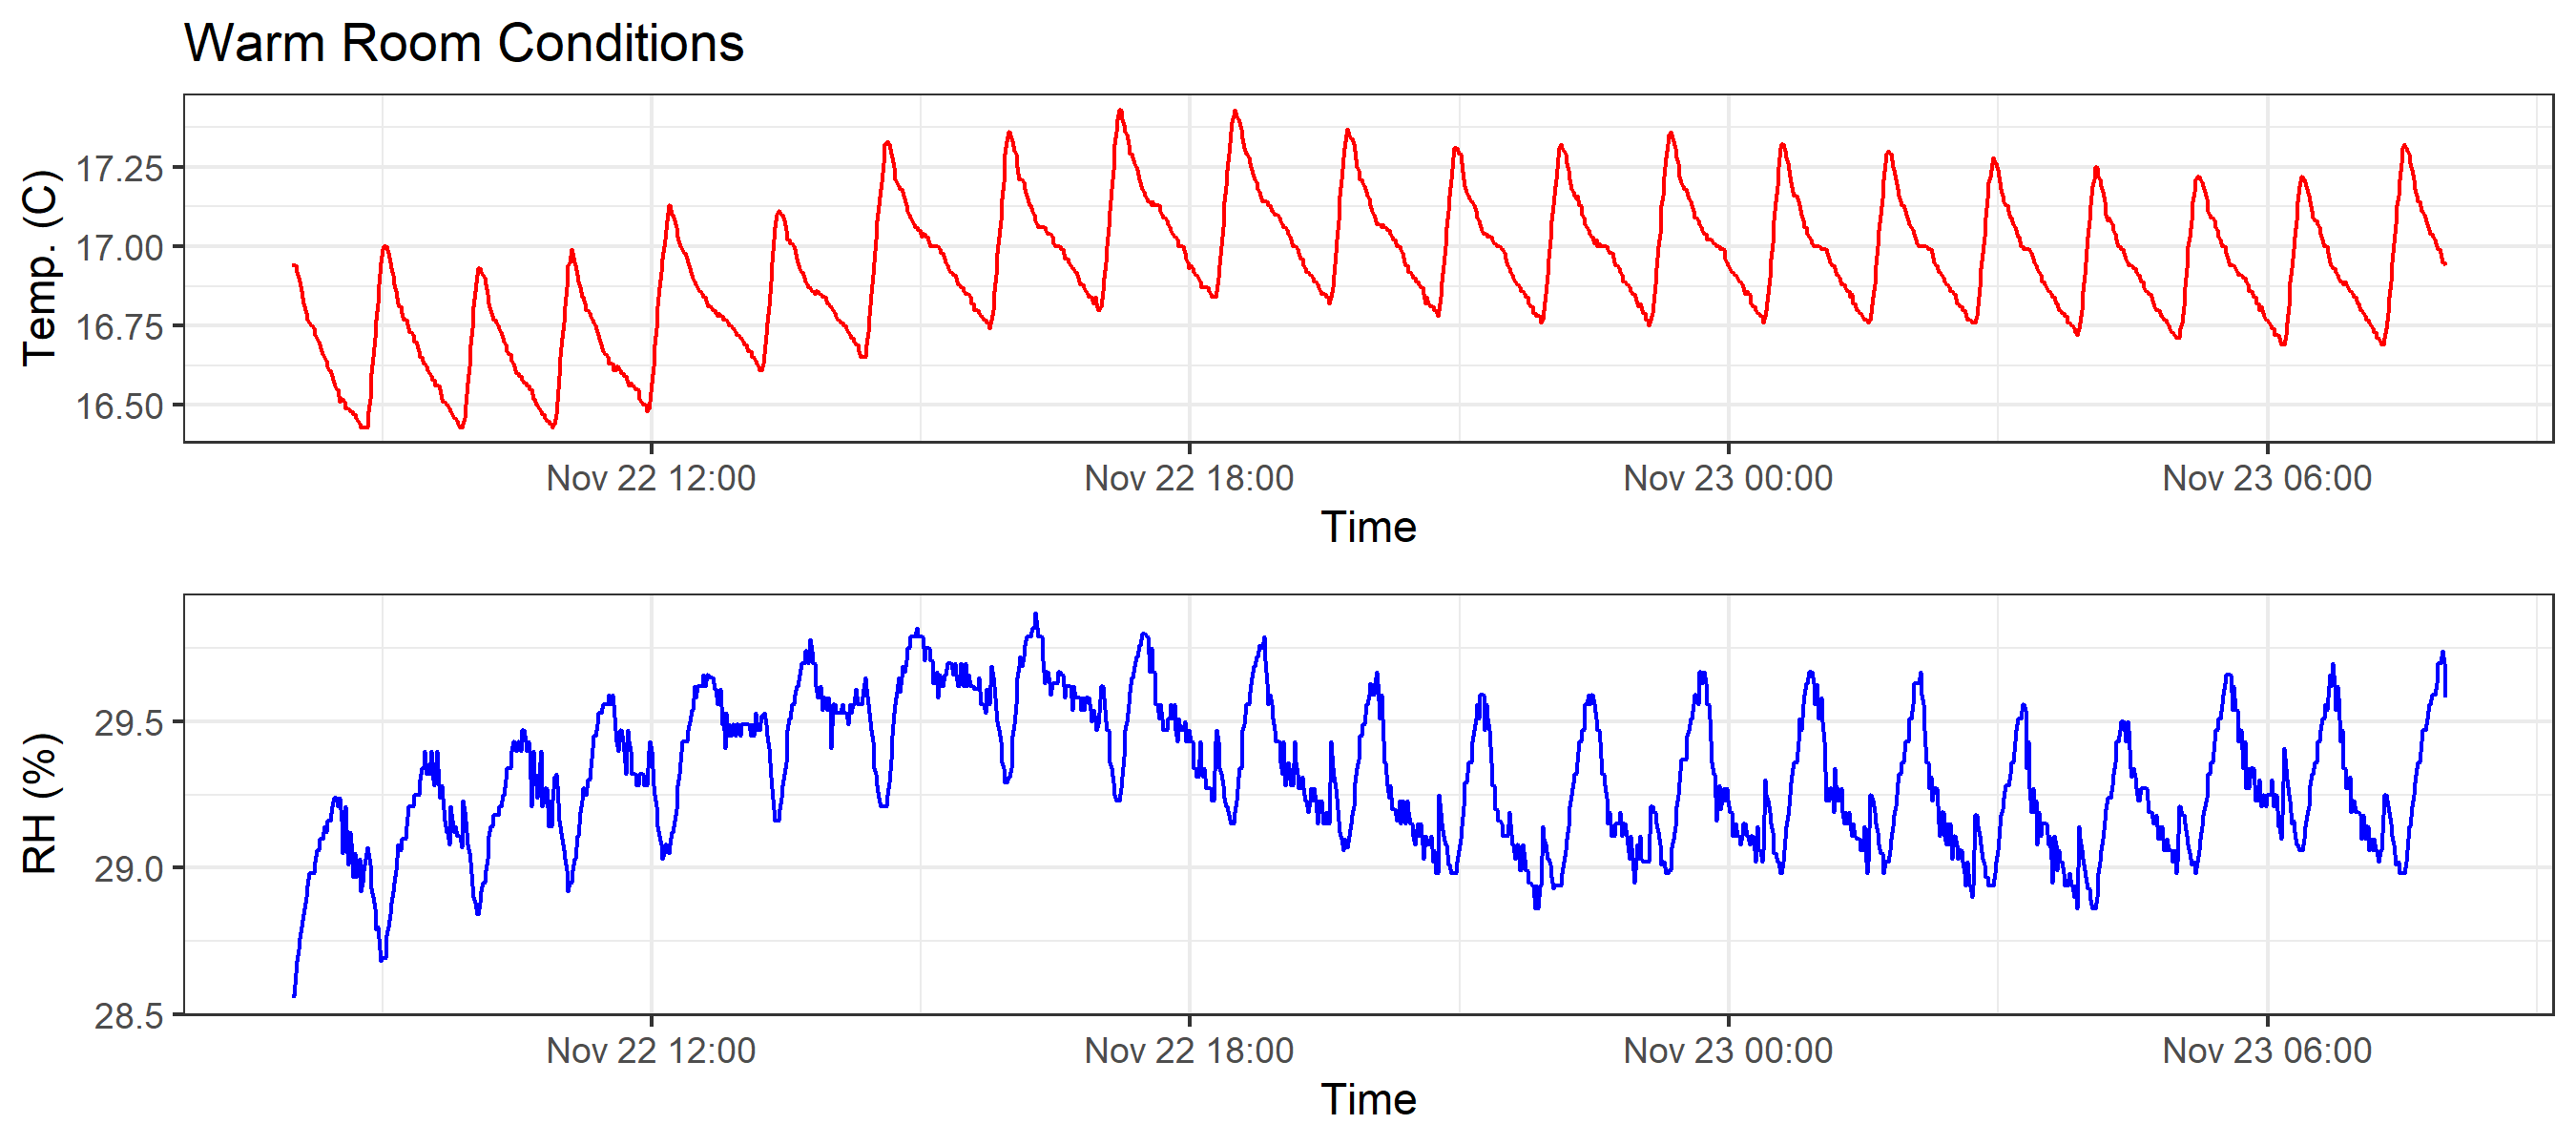 Warm Room Conditions
Temp. (C)
17.25
17.00
16.75
16.50
Nov 22 12:00 Nov 22 18:00 Nov 23 00:00 Nov 23 06:00
Time
RH (%)
29.5
29.0
28.5
Nov 22 12:00 Nov 22 18:00 Nov 23 00:00 Nov 23 06:00
Time